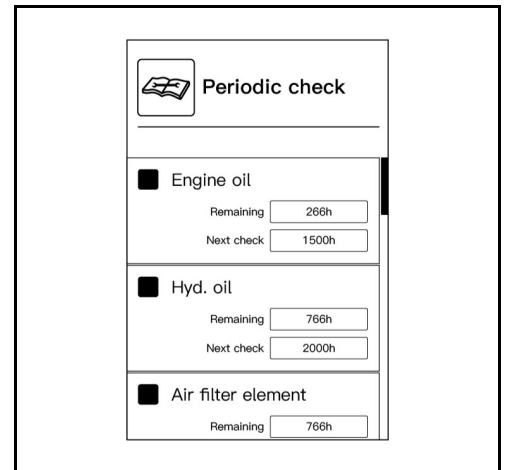 Periodic check
Engine oil
Remaining 266h
Next check 1500h
Hyd. oil
Remaining 766h
Next check 2000h
Air filter element
Remaining 766h